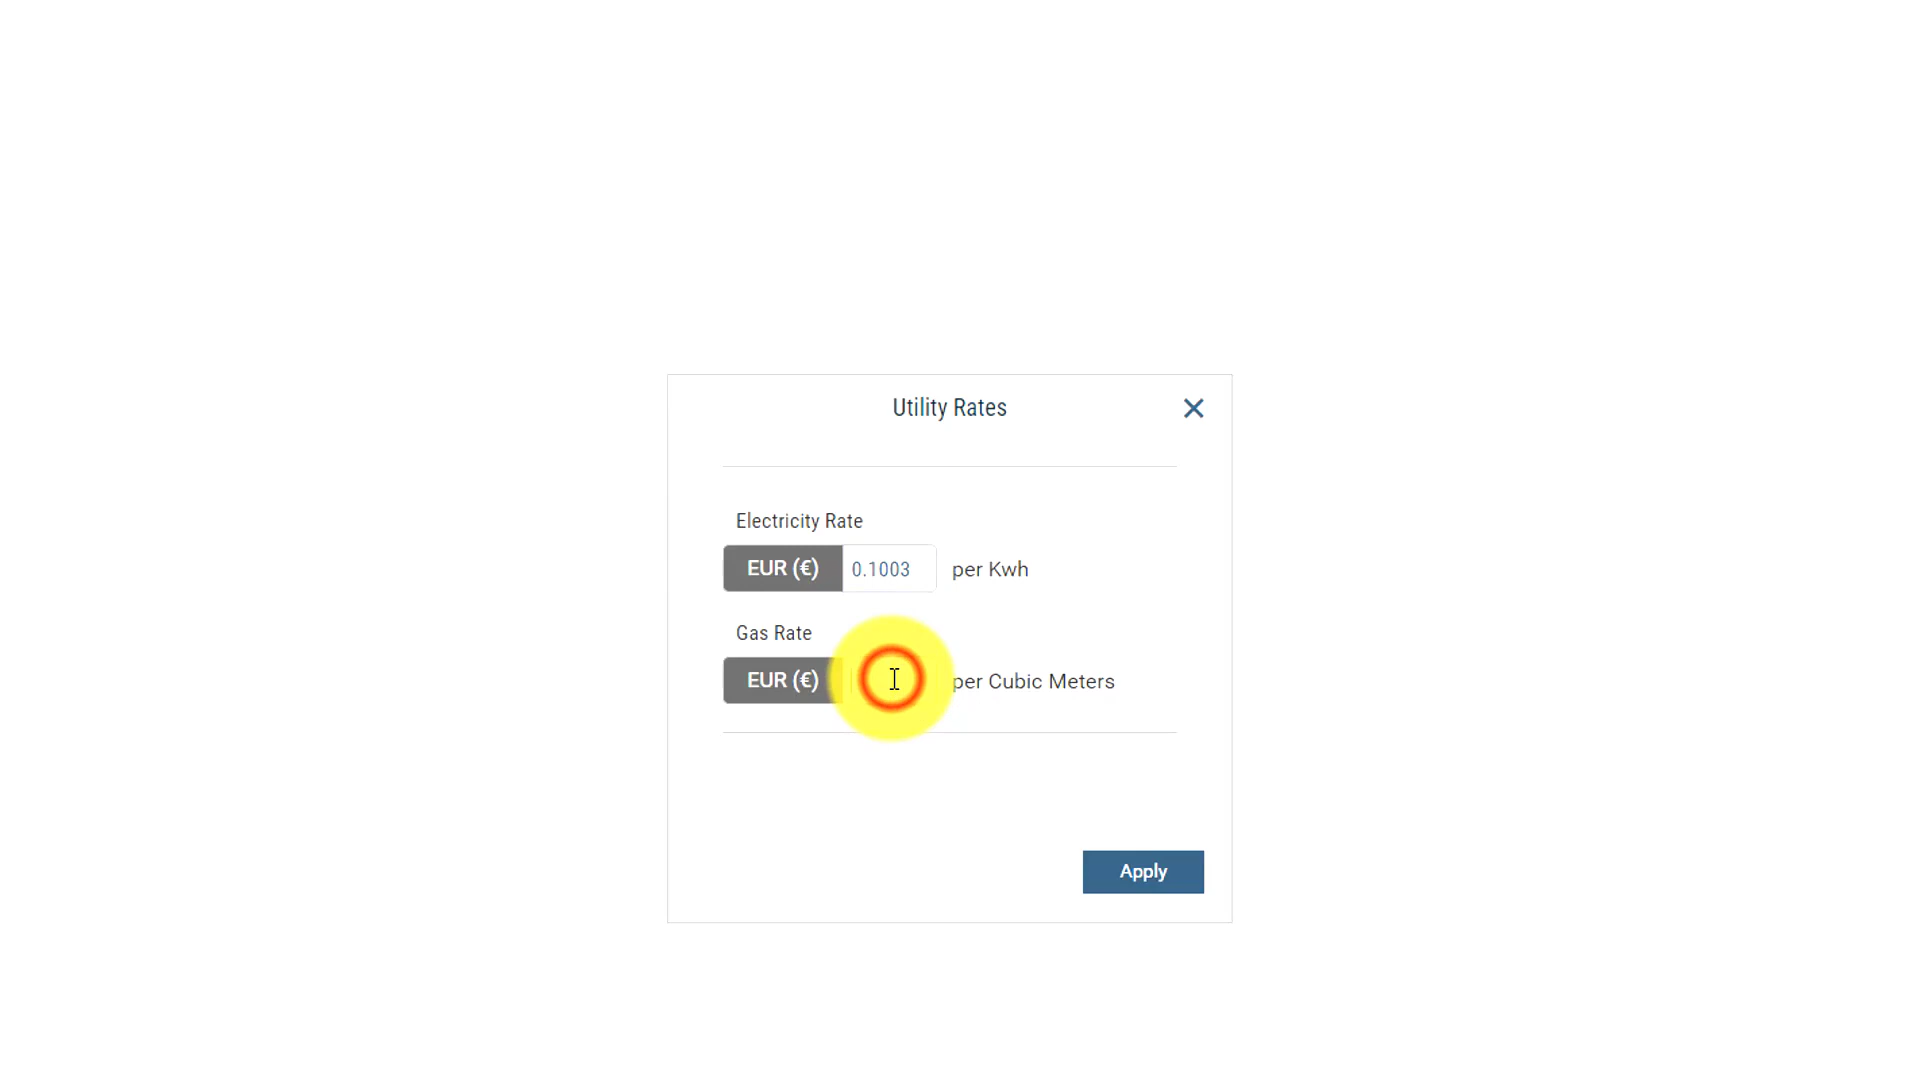 Utility Rates
Electricity Rate
EUR (€) 0.1003 per Kwh
Gas Rate
EUR (€) per Cubic Meters
Apply